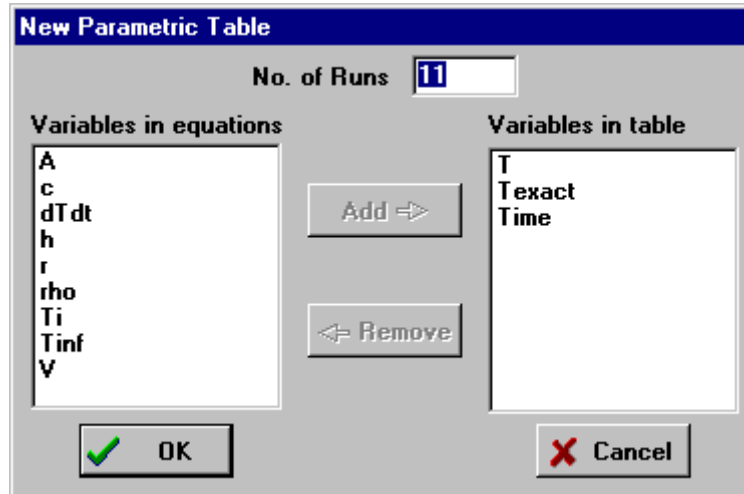 New Parametric Table
No. of Runs 11
Variables in equations
A
c
dTdt
h
r
rho
Ti
Tinf
V
Add
Remove
Variables in table
T
Texact
Time
OK
Cancel